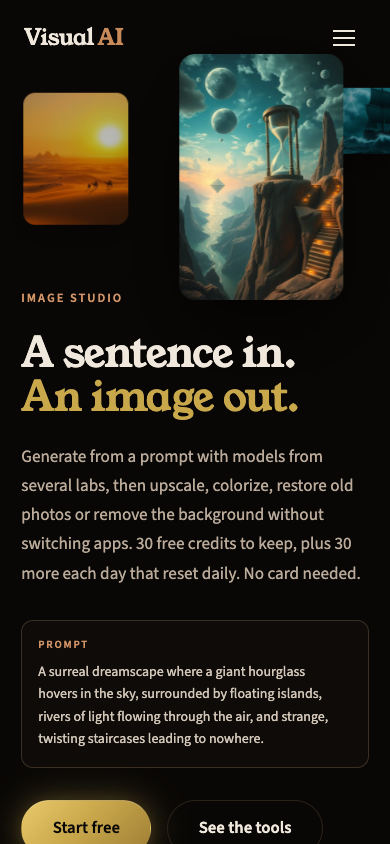 Visual AI
IMAGE STUDIO
A sentence in.
An image out.
Generate from a prompt with models from
several labs, then upscale, colorize, restore old
photos or remove the background without
switching apps. 30 free credits to keep, plus 30
more each day that reset daily. No card needed.
PROMPT
A surreal dreamscape where a giant hourglass
hovers in the sky, surrounded by floating islands,
rivers of light flowing through the air, and strange,
twisting staircases leading to nowhere.
Start free
See the tools